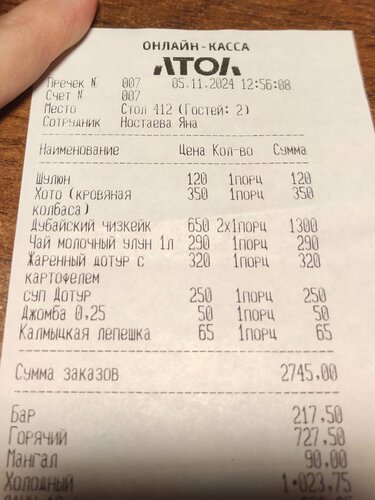 ОНЛАЙН-КАССА
АТОЛ
Пречек № 007 05.11.2024 12:56:08
Счет № 007
Место Стол 412 (Гостей: 2)
Сотрудник Ностаева Яна
Наименование Цена Кол-во Сумма
Шулюн 120 1порц 120
Хото (кровяная 350 1порц 350
колбаса)
Дубайский чизкейк 650 2х1порц 1300
Чай молочный улун 1л 290 1порц 290
Жаренный дотур с 320 1порц 320
картофелем
суп Дотур 250 1порц 250
Джомба 0,25 50 1порц 50
Калмыцкая лепешка 65 1порц 65
Сумма заказов 2745,00
Бар 217,50
Горячий 727,50
Мангал 90,00
Холодный 1·023,75